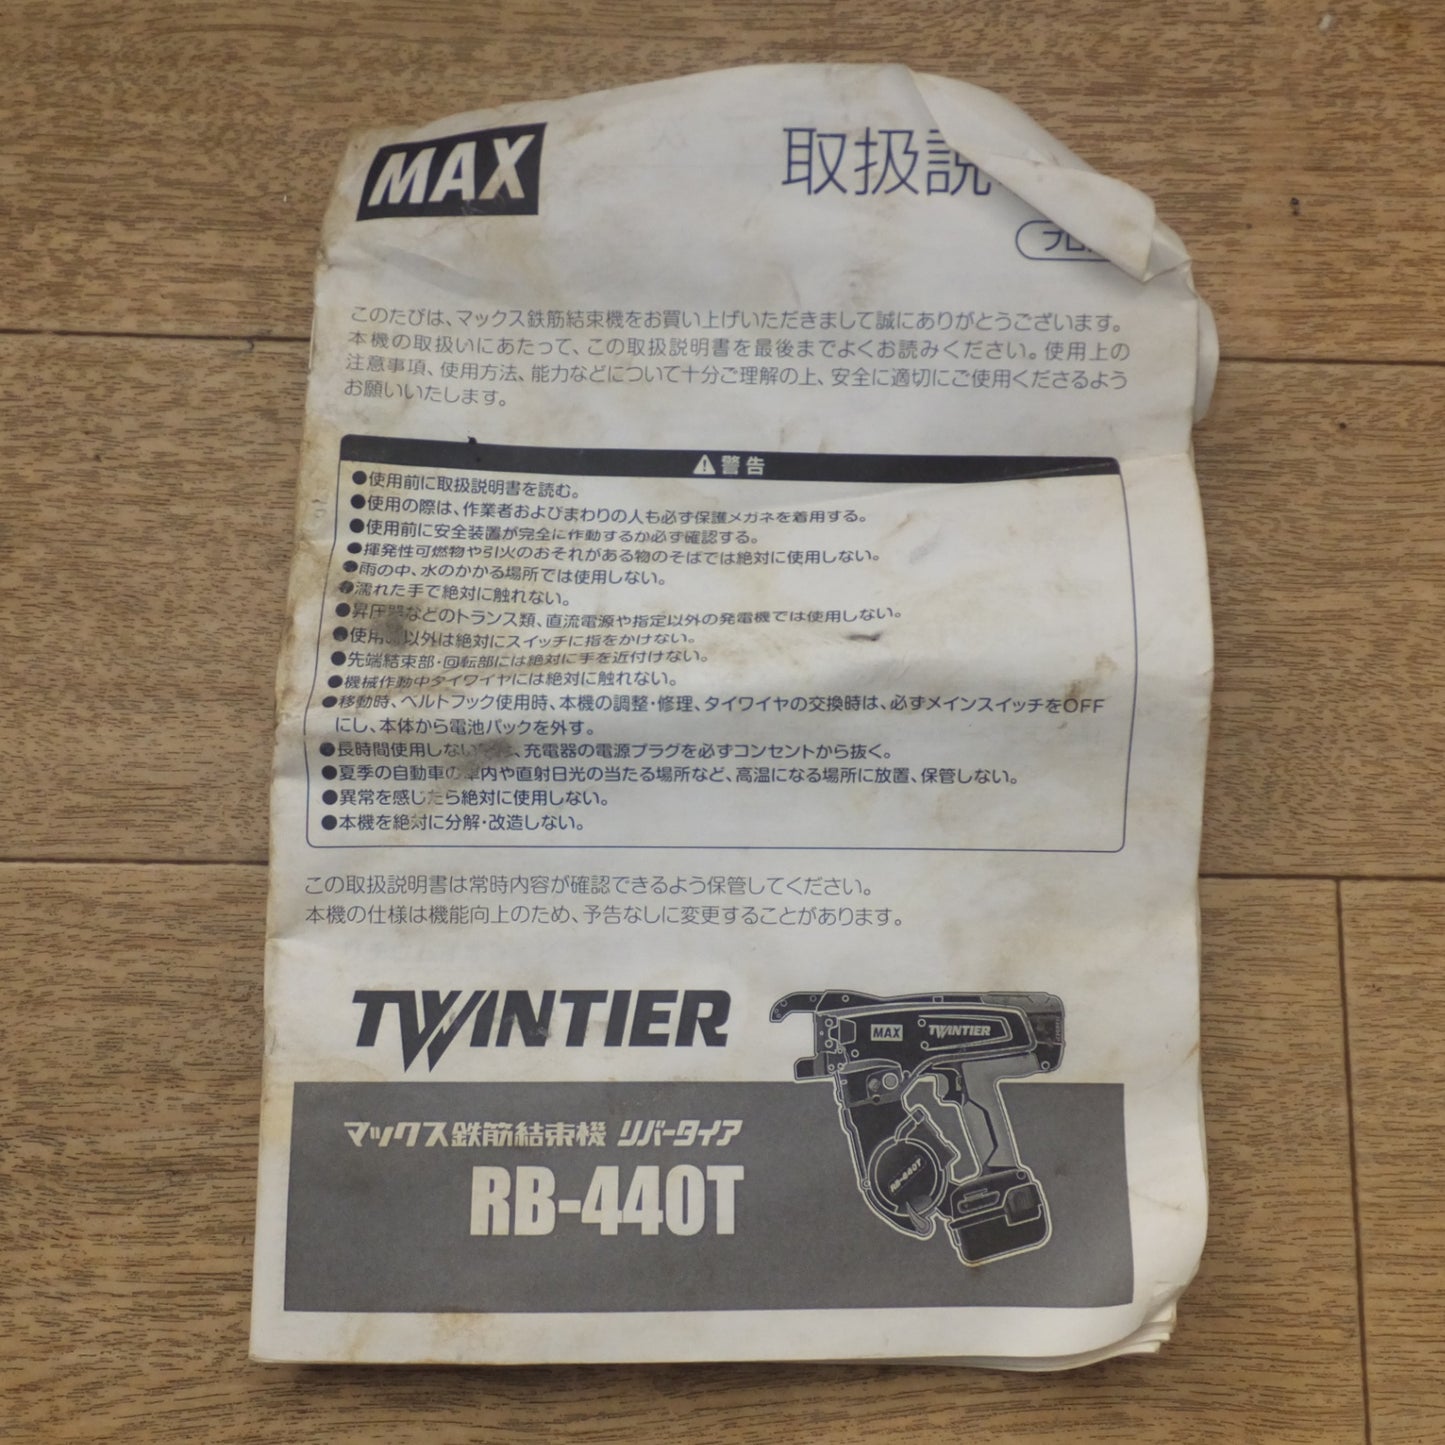 MAX
取扱説
プロ
このたびは、マックス鉄筋結束機をお買い上げいただきまして誠にありがとうございます。
本機の取扱いにあたって、この取扱説明書を最後までよくお読みください。使用上の
注意事項、使用方法、能力などについて十分ご理解の上、安全に適切にご使用くださるよう
お願いいたします。
警告
●使用前に取扱説明書を読む。
●使用の際は、作業者およびまわりの人も必ず保護メガネを着用する。
●使用前に安全装置が完全に作動するか必ず確認する。
●揮発性可燃物や引火のおそれがある物のそばでは絶対に使用しない。
●雨の中、水のかかる場所では使用しない。
●濡れた手で絶対に触れない。
●昇圧器などのトランス類、直流電源や指定以外の発電機では使用しない。
●使用時以外は絶対にスイッチに指をかけない。
●先端結束部・回転部には絶対に手を近付けない。
●機械作動中タイワイヤには絶対に触れない。
●移動時、ベルトフック使用時、本機の調整・修理、タイワイヤの交換時は、必ずメインスイッチをOFF
にし、本体から電池パックを外す。
●長時間使用しない は、充電器の電源プラグを必ずコンセントから抜く。
●夏季の自動車の車内や直射日光の当たる場所など、高温になる場所に放置、保管しない。
●異常を感じたら絶対に使用しない。
●本機を絶対に分解・改造しない。
この取扱説明書は常時内容が確認できるよう保管してください。
本機の仕様は機能向上のため、予告なしに変更することがあります。
TWINTIER
MAX TWINTIER
マックス鉄筋結束機 リバータイア
RB-440T
RB-440T